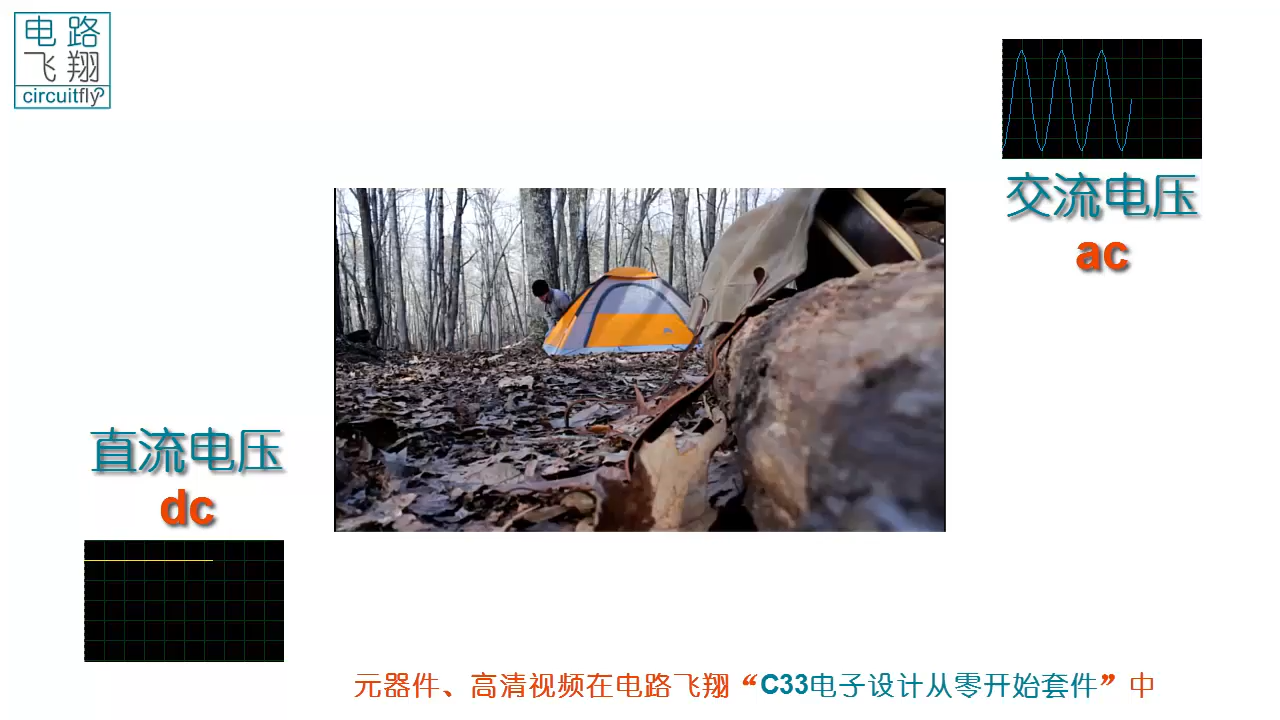 电路
飞翔
circuitfly
交流电压
ac
直流电压
dc
元器件、高清视频在电路飞翔“C33电子设计从零开始套件”中